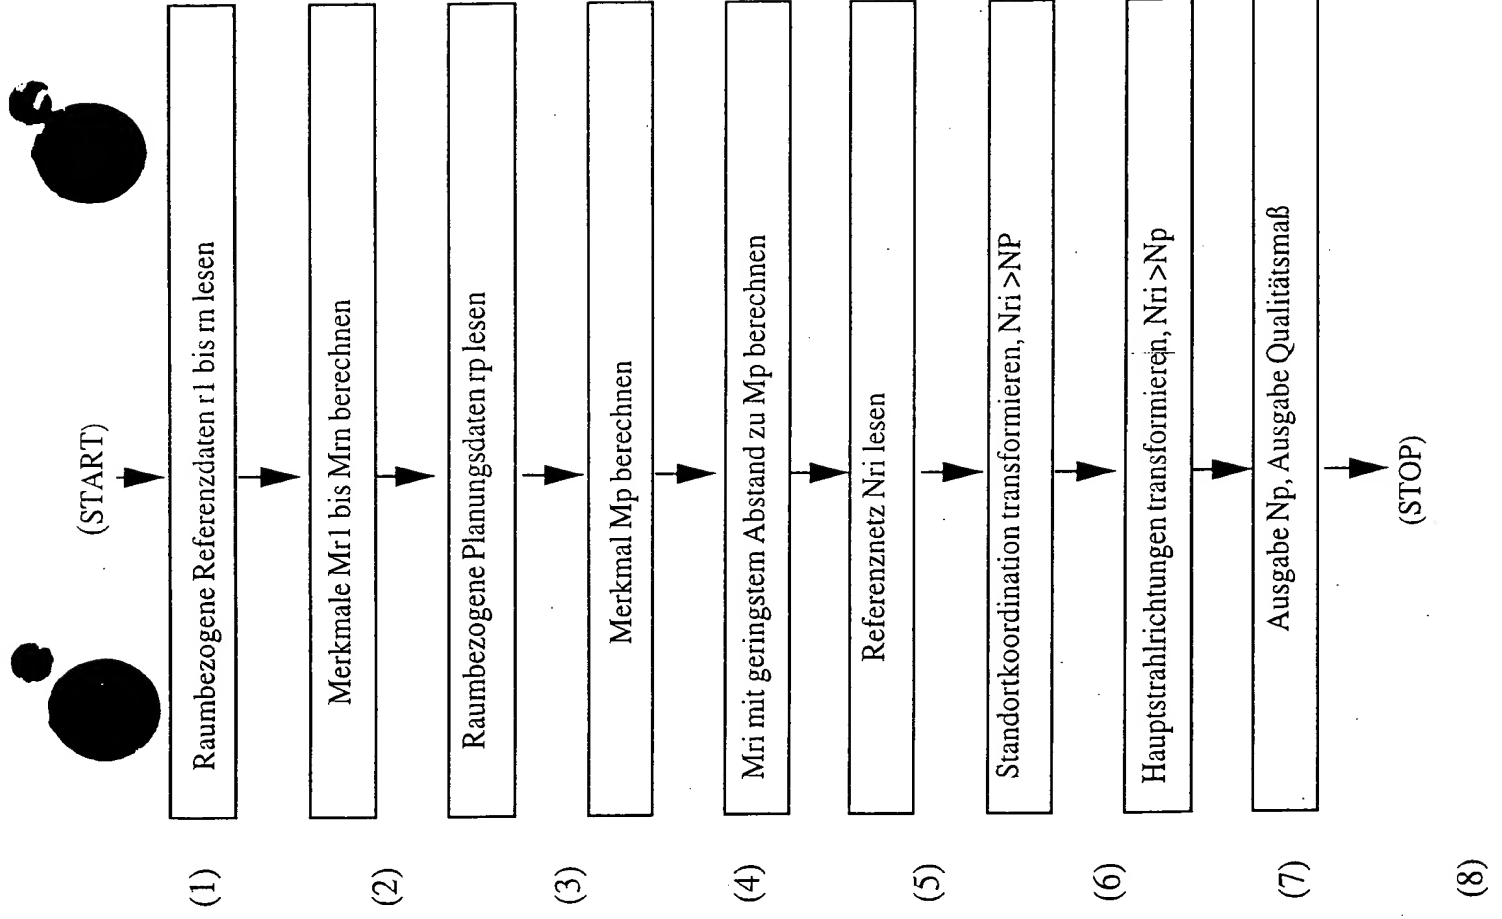 (START)
(1)
Raumbezogene Referenzdaten r1 bis rn lesen
(2)
Merkmale Mr1 bis Mrn berechnen
(3)
Raumbezogene Planungsdaten rp lesen
(4)
Merkmal Mp berechnen
(5)
Mri mit geringstem Abstand zu Mp berechnen
(6)
Referenznetz Nri lesen
(7)
Standortkoordination transformieren, Nri >NP
(8)
Hauptstrahlrichtungen transformieren, Nri >Np
Ausgabe Np, Ausgabe Qualitätsmaß
(STOP)